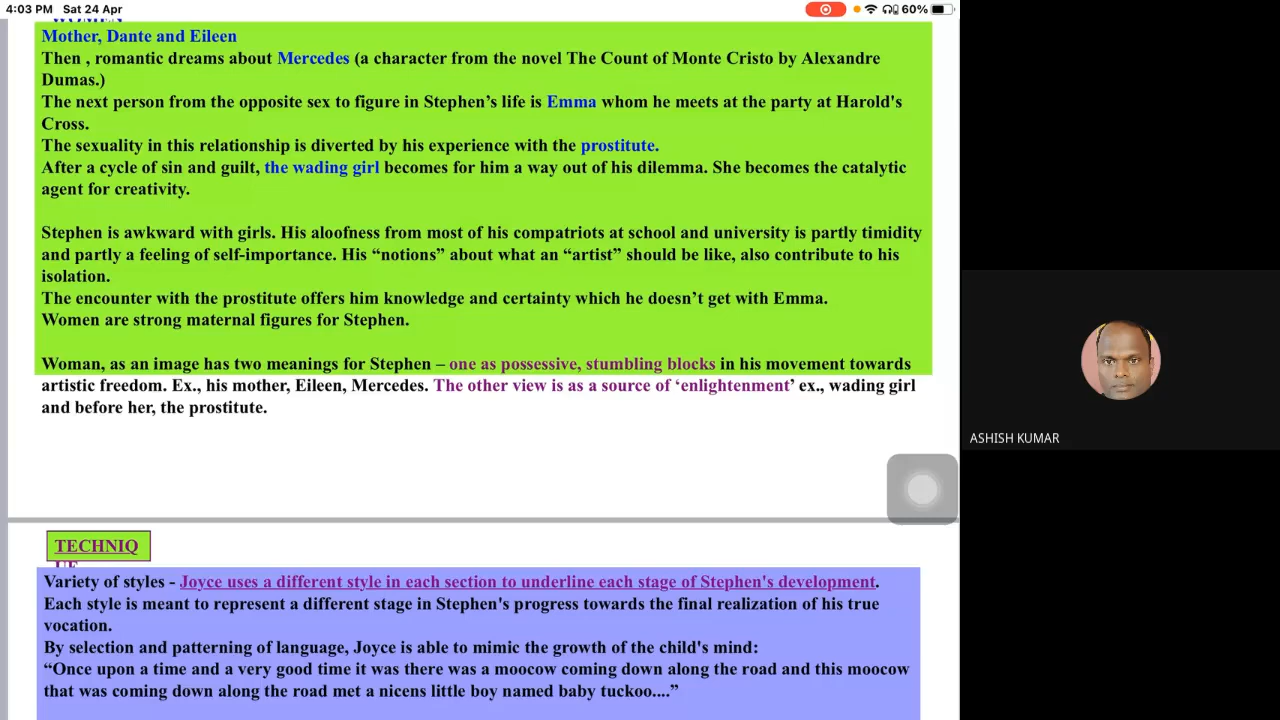 4:03 PM Sat 24 Apr
60%
WOMEN
Mother, Dante and Eileen
Then , romantic dreams about Mercedes (a character from the novel The Count of Monte Cristo by Alexandre
Dumas.)
The next person from the opposite sex to figure in Stephen’s life is Emma whom he meets at the party at Harold's
Cross.
The sexuality in this relationship is diverted by his experience with the prostitute.
After a cycle of sin and guilt, the wading girl becomes for him a way out of his dilemma. She becomes the catalytic
agent for creativity.
Stephen is awkward with girls. His aloofness from most of his compatriots at school and university is partly timidity
and partly a feeling of self-importance. His “notions” about what an “artist” should be like, also contribute to his
isolation.
The encounter with the prostitute offers him knowledge and certainty which he doesn’t get with Emma.
Women are strong maternal figures for Stephen.
Woman, as an image has two meanings for Stephen – one as possessive, stumbling blocks in his movement towards
artistic freedom. Ex., his mother, Eileen, Mercedes. The other view is as a source of ‘enlightenment’ ex., wading girl
and before her, the prostitute.
ASHISH KUMAR
TECHNIQ
UE
Variety of styles - Joyce uses a different style in each section to underline each stage of Stephen's development.
Each style is meant to represent a different stage in Stephen's progress towards the final realization of his true
vocation.
By selection and patterning of language, Joyce is able to mimic the growth of the child's mind:
“Once upon a time and a very good time it was there was a moocow coming down along the road and this moocow
that was coming down along the road met a nicens little boy named baby tuckoo....”